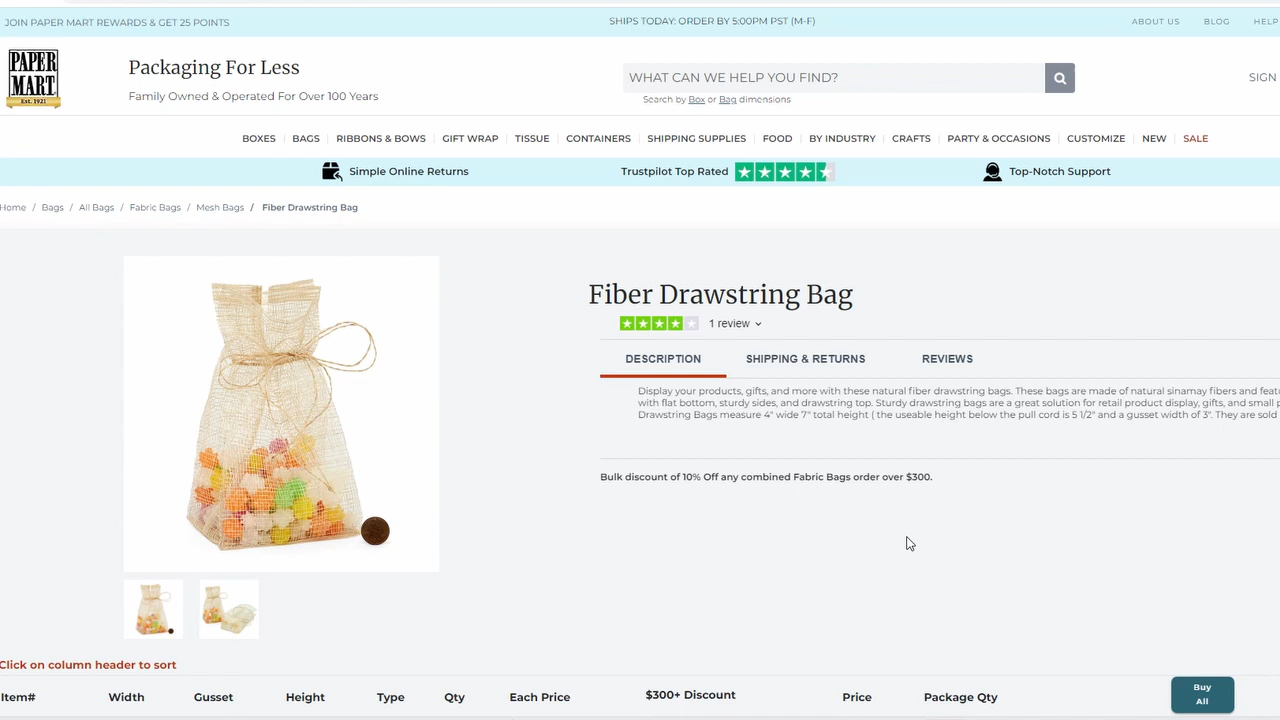 JOIN PAPER MART REWARDS & GET 25 POINTS
SHIPS TODAY: ORDER BY 5:00PM PST (M-F)
ABOUT US BLOG HELP
PAPER
MART
Est. 1921
Packaging For Less
Family Owned & Operated For Over 100 Years
WHAT CAN WE HELP YOU FIND?
Search by Box or Bag dimensions
SIGN
BOXES BAGS RIBBONS & BOWS GIFT WRAP TISSUE CONTAINERS SHIPPING SUPPLIES FOOD BY INDUSTRY CRAFTS PARTY & OCCASIONS CUSTOMIZE NEW SALE
Simple Online Returns
Trustpilot Top Rated
Top-Notch Support
Home / Bags / All Bags / Fabric Bags / Mesh Bags / Fiber Drawstring Bag
Fiber Drawstring Bag
1 review
DESCRIPTION SHIPPING & RETURNS REVIEWS
Display your products, gifts, and more with these natural fiber drawstring bags. These bags are made of natural sinamay fibers and
with flat bottom, sturdy sides, and drawstring top. Sturdy drawstring bags are a great solution for retail product display, gifts, and small
Drawstring Bags measure 4" wide 7" total height ( the useable height below the pull cord is 5 1/2" and a gusset width of 3". They are sold
Bulk discount of 10% Off any combined Fabric Bags order over $300.
Click on column header to sort
Item# Width Gusset Height Type Qty Each Price $300+ Discount Price Package Qty
Buy
All